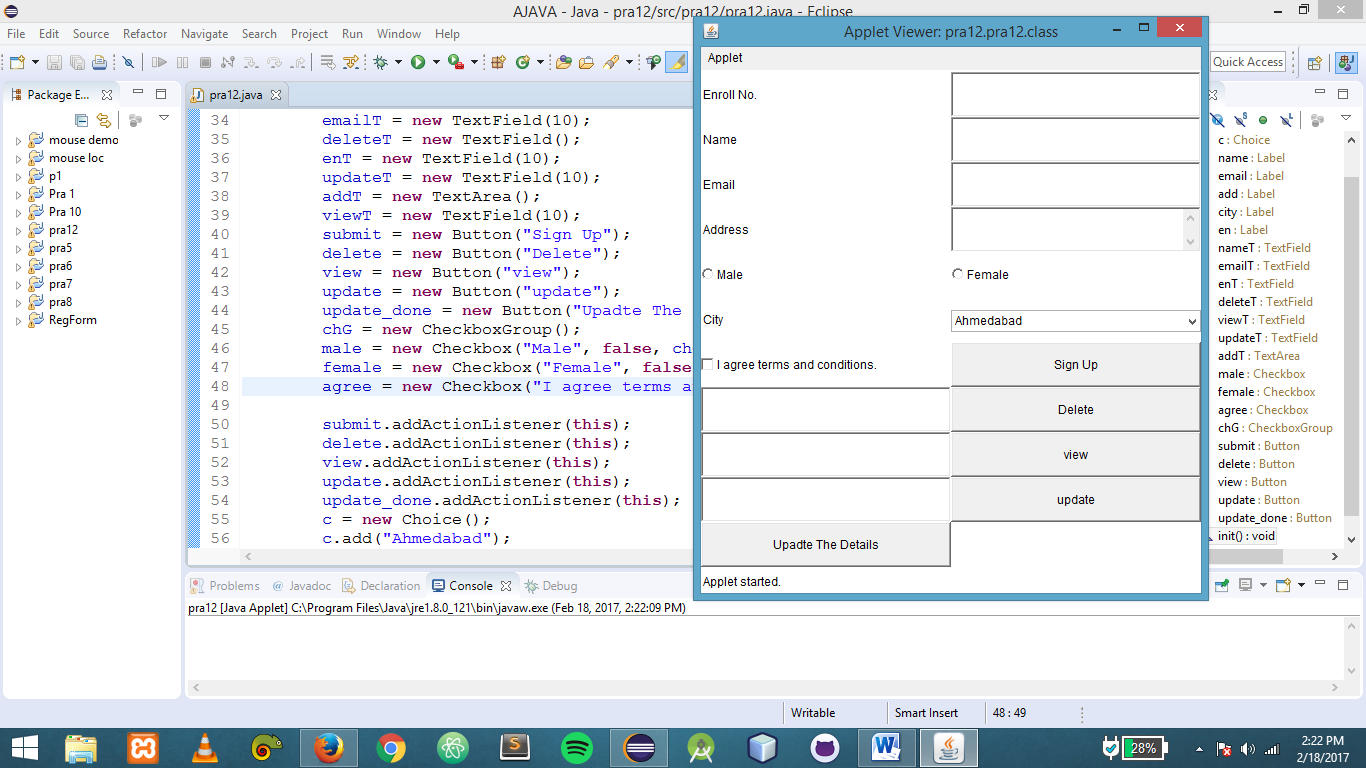 AJAVA - Java - pra12/src/pra12/pra12.java - Eclipse
File Edit Source Refactor Navigate Search Project Run Window Help
Quick Access
Package E...
mouse demo
mouse loc
p1
Pra 1
Pra 10
pra12
pra5
pra6
pra7
pra8
RegForm
pra12.java
34 emailT = new TextField(10);
35 deleteT = new TextField();
36 enT = new TextField(10);
37 updateT = new TextField(10);
38 addT = new TextArea();
39 viewT = new TextField(10);
40 submit = new Button("Sign Up");
41 delete = new Button("Delete");
42 view = new Button("view");
43 update = new Button("update");
44 update_done = new Button("Upadte The
45 chG = new CheckboxGroup();
46 male = new Checkbox("Male", false, ch
47 female = new Checkbox("Female", false
48 agree = new Checkbox("I agree terms a
49
50 submit.addActionListener(this);
51 delete.addActionListener(this);
52 view.addActionListener(this);
53 update.addActionListener(this);
54 update_done.addActionListener(this);
55 c = new Choice();
56 c.add("Ahmedabad");
Applet Viewer: pra12.pra12.class
Applet
Enroll No.
Name
Email
Address
Male Female
City Ahmedabad
I agree terms and conditions. Sign Up
Delete
view
update
Upadte The Details
Applet started.
c : Choice
name : Label
email : Label
add : Label
city : Label
en : Label
nameT : TextField
emailT : TextField
enT : TextField
deleteT : TextField
viewT : TextField
updateT : TextField
addT : TextArea
male : Checkbox
female : Checkbox
agree : Checkbox
chG : CheckboxGroup
submit : Button
delete : Button
view : Button
update : Button
update_done : Button
init() : void
Problems @ Javadoc Declaration Console Debug
pra12 [Java Applet] C:\Program Files\Java\jre1.8.0_121\bin\javaw.exe (Feb 18, 2017, 2:22:09 PM)
Writable Smart Insert 48 : 49
28%
2:22 PM
2/18/2017